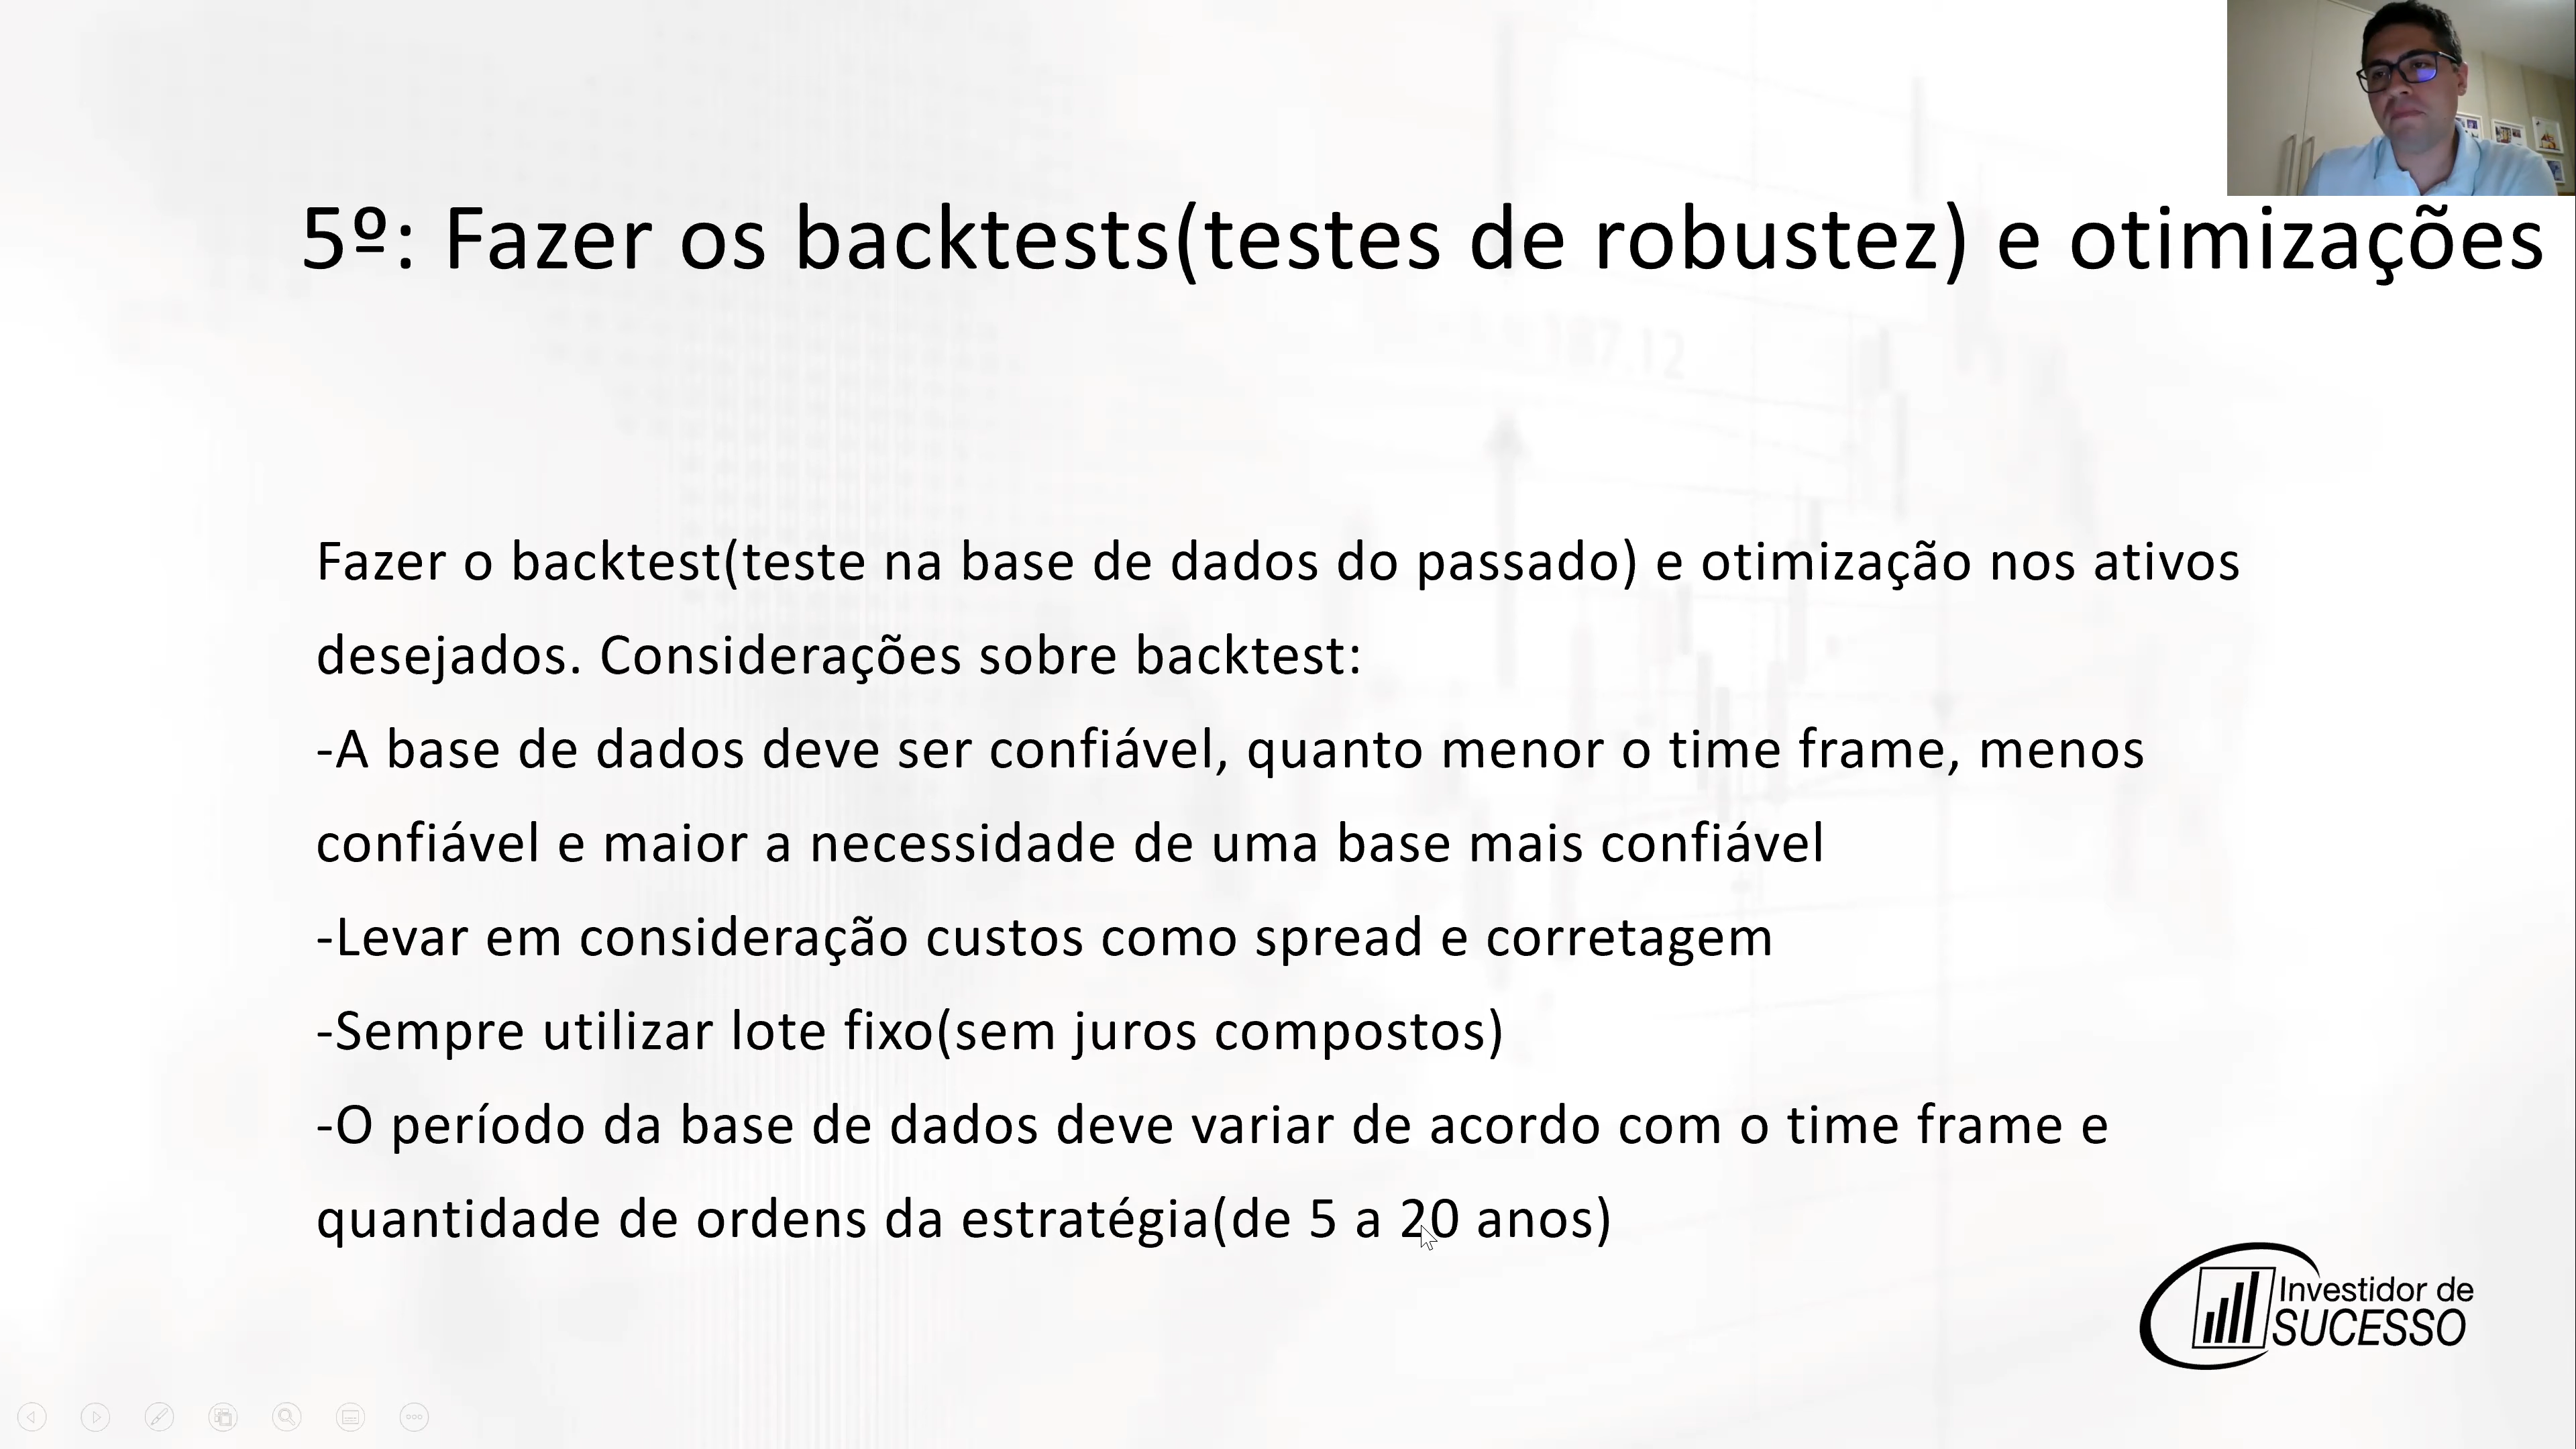 5º: Fazer os backtests(testes de robustez) e otimizações
187.12
Fazer o backtest(teste na base de dados do passado) e otimização nos ativos
desejados. Considerações sobre backtest:
-A base de dados deve ser confiável, quanto menor o time frame, menos
confiável e maior a necessidade de uma base mais confiável
-Levar em consideração custos como spread e corretagem
-Sempre utilizar lote fixo(sem juros compostos)
-O período da base de dados deve variar de acordo com o time frame e
quantidade de ordens da estratégia(de 5 a 20 anos)
Investidor de
SUCESSO